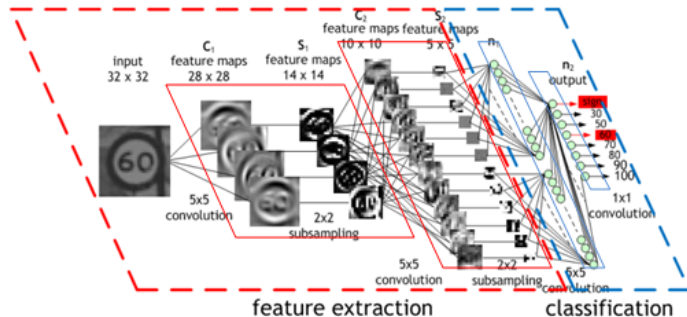 input
32 x 32
C1
feature maps
28 x 28
S1
feature maps
14 x 14
C2
feature maps
10 x 10
S2
feature maps
5 x 5
n1
n2
output
sign
30
50
60
70
80
90
100
60
5x5
convolution
2x2
subsampling
5x5
convolution
2x2
subsampling
convolution
1x1
convolution
feature extraction
classification